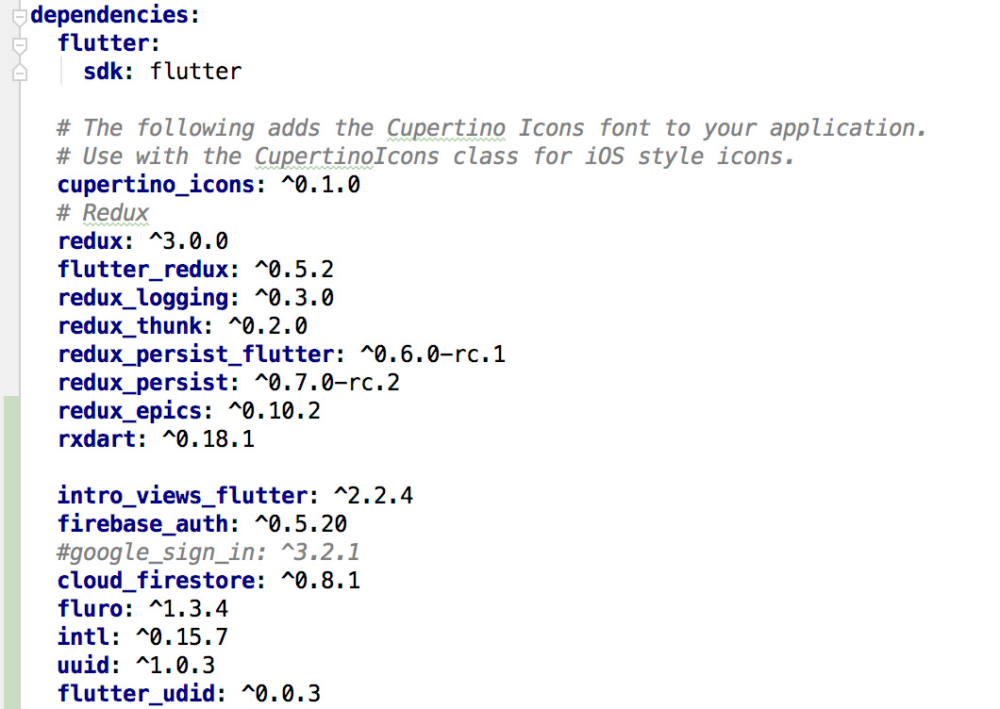 dependencies:
flutter:
sdk: flutter
# The following adds the Cupertino Icons font to your application.
# Use with the CupertinoIcons class for iOS style icons.
cupertino_icons: ^0.1.0
# Redux
redux: ^3.0.0
flutter_redux: ^0.5.2
redux_logging: ^0.3.0
redux_thunk: ^0.2.0
redux_persist_flutter: ^0.6.0-rc.1
redux_persist: ^0.7.0-rc.2
redux_epics: ^0.10.2
rxdart: ^0.18.1
intro_views_flutter: ^2.2.4
firebase_auth: ^0.5.20
#google_sign_in: ^3.2.1
cloud_firestore: ^0.8.1
fluro: ^1.3.4
intl: ^0.15.7
uuid: ^1.0.3
flutter_udid: ^0.0.3